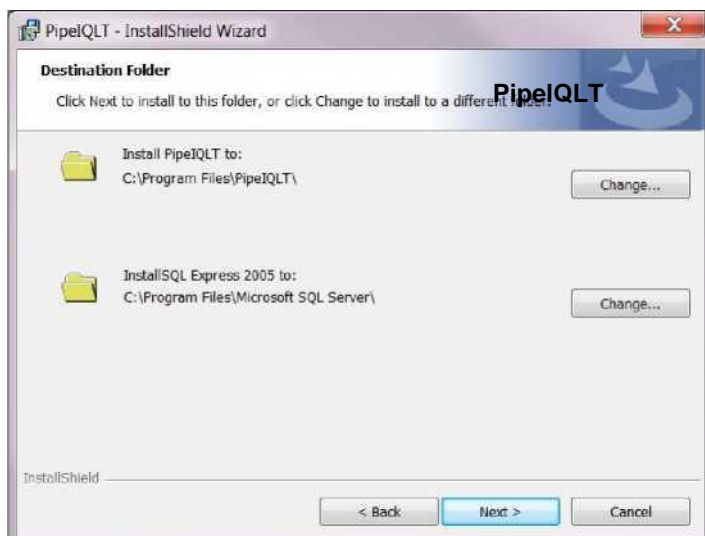 PipeIQLT - InstallShield Wizard
Destination Folder
Click Next to install to this folder, or click Change to install to a different folder.
PipeIQLT
Install PipeIQLT to:
C:\Program Files\PipeIQLT\
Change...
InstallSQL Express 2005 to:
C:\Program Files\Microsoft SQL Server\
Change...
InstallShield
< Back
Next >
Cancel